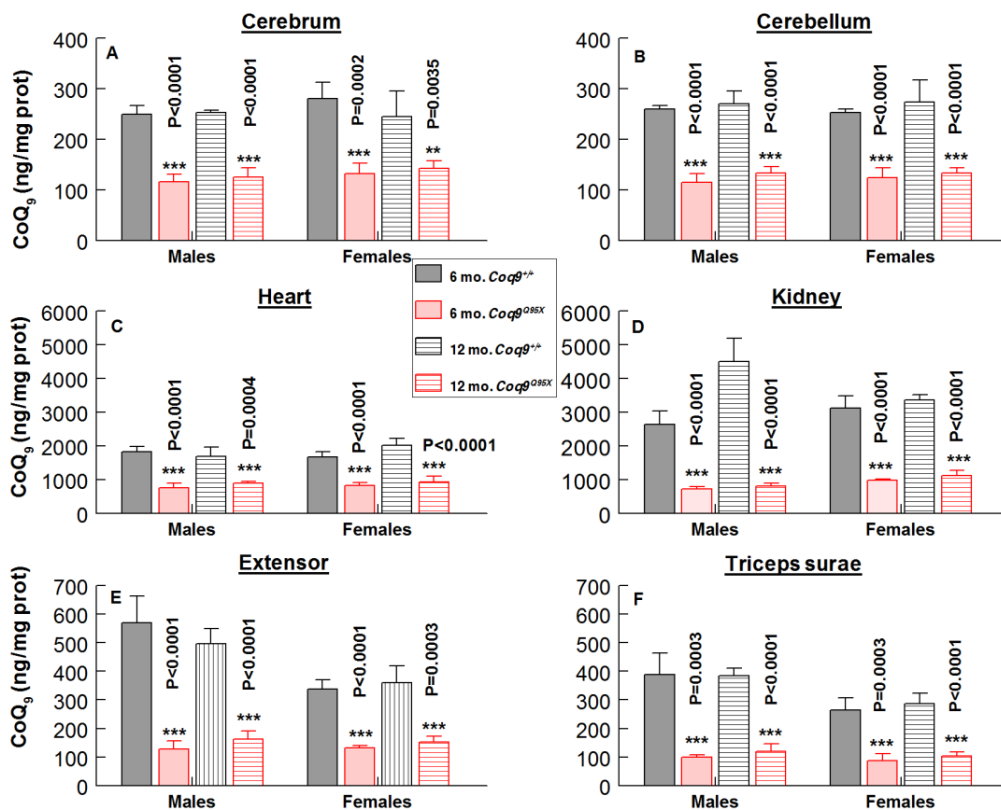 Cerebrum
A
CoQ9 (ng/mg prot)
400
300
200
100
0
P<0.0001
P<0.0001
P=0.0002
P=0.0035
***
***
***
**
Males
Females
Cerebellum
B
400
300
200
100
0
P<0.0001
P<0.0001
P<0.0001
P<0.0001
***
***
***
***
Males
Females
6 mo. Coq9+/+
6 mo. Coq9Q95X
12 mo. Coq9+/+
12 mo. Coq9Q95X
Heart
C
CoQ9 (ng/mg prot)
6000
5000
4000
3000
2000
1000
0
P<0.0001
P=0.0004
P<0.0001
P<0.0001
***
***
***
***
Males
Females
Kidney
D
6000
5000
4000
3000
2000
1000
0
P<0.0001
P<0.0001
P<0.0001
P<0.0001
***
***
***
***
Males
Females
Extensor
E
CoQ9 (ng/mg prot)
700
600
500
400
300
200
100
0
P<0.0001
P<0.0001
P<0.0001
P=0.0003
***
***
***
***
Males
Females
Triceps surae
F
700
600
500
400
300
200
100
0
P=0.0003
P<0.0001
P=0.0003
P<0.0001
***
***
***
***
Males
Females